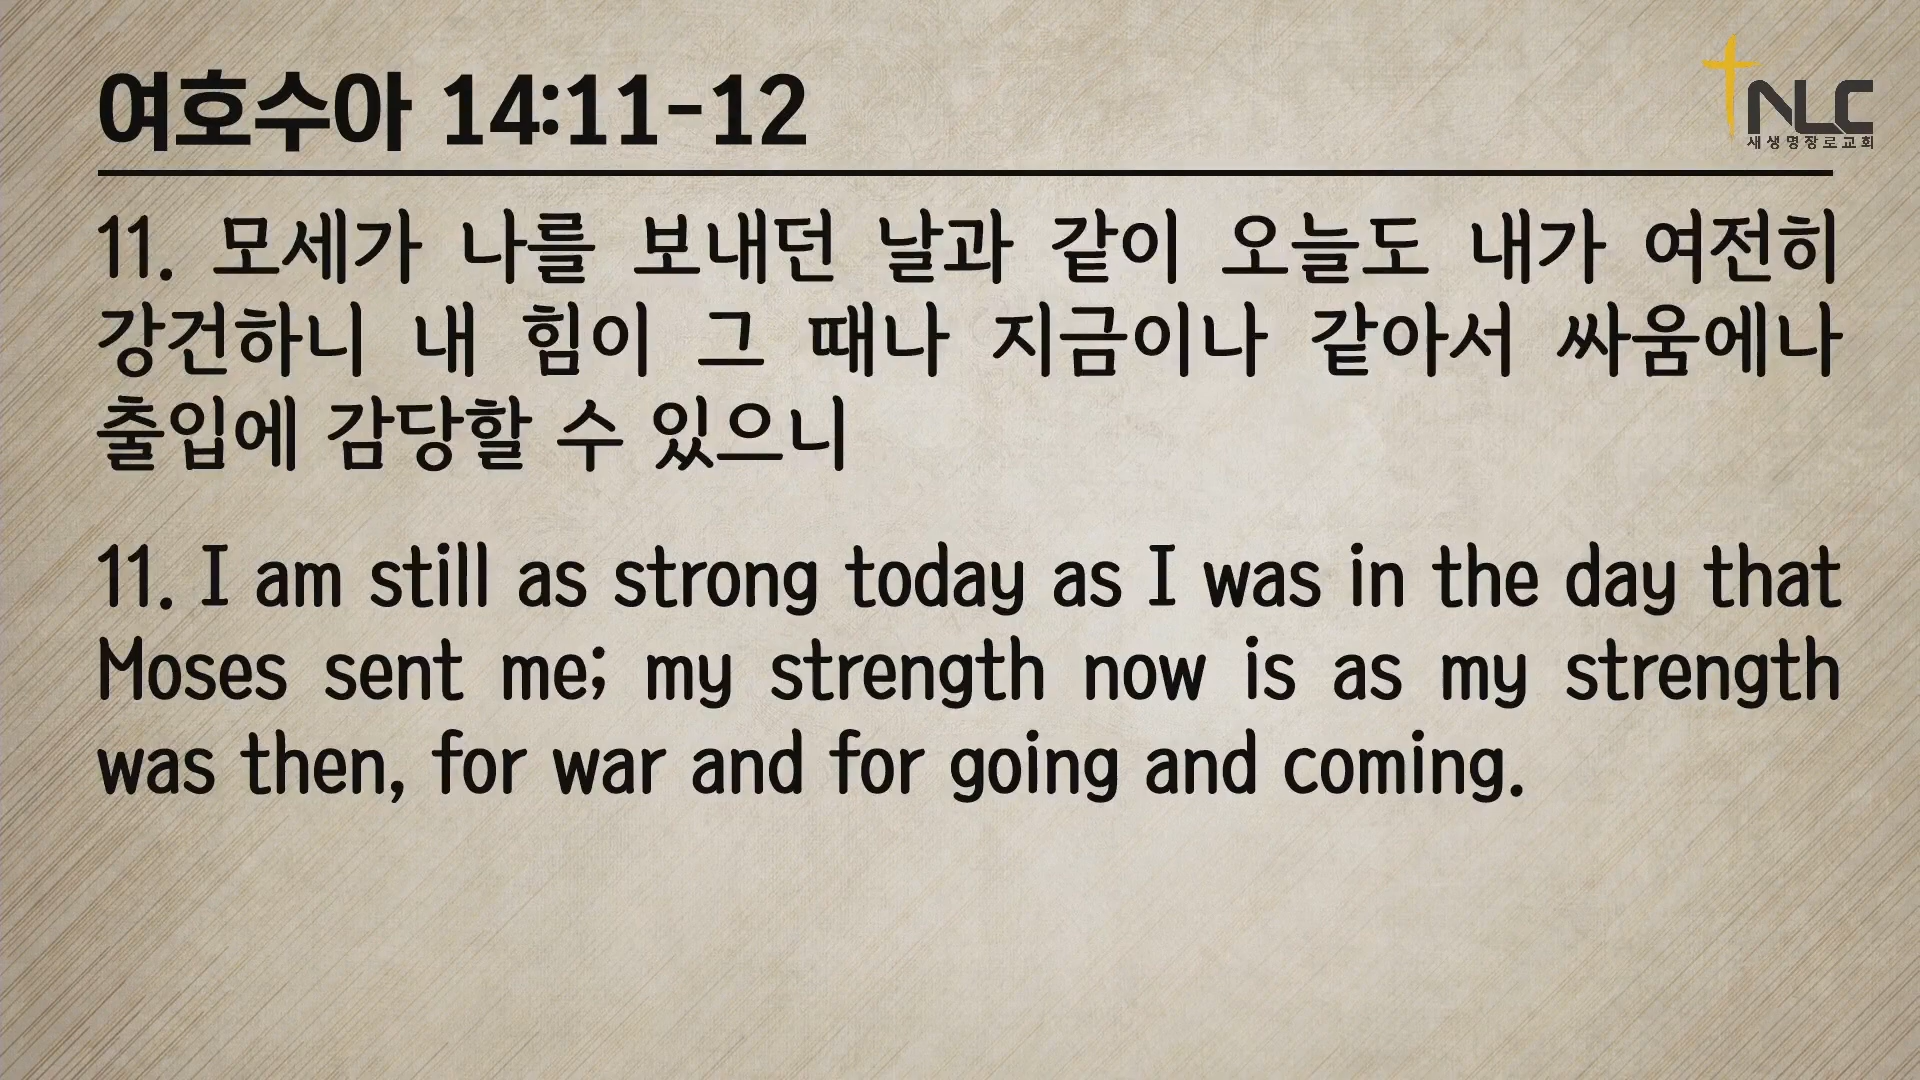 여호수아 14:11-12
NLC
새생명장로교회
11. 모세가 나를 보내던 날과 같이 오늘도 내가 여전히
강건하니 내 힘이 그 때나 지금이나 같아서 싸움에나
출입에 감당할 수 있으니
11. I am still as strong today as I was in the day that
Moses sent me; my strength now is as my strength
was then, for war and for going and coming.